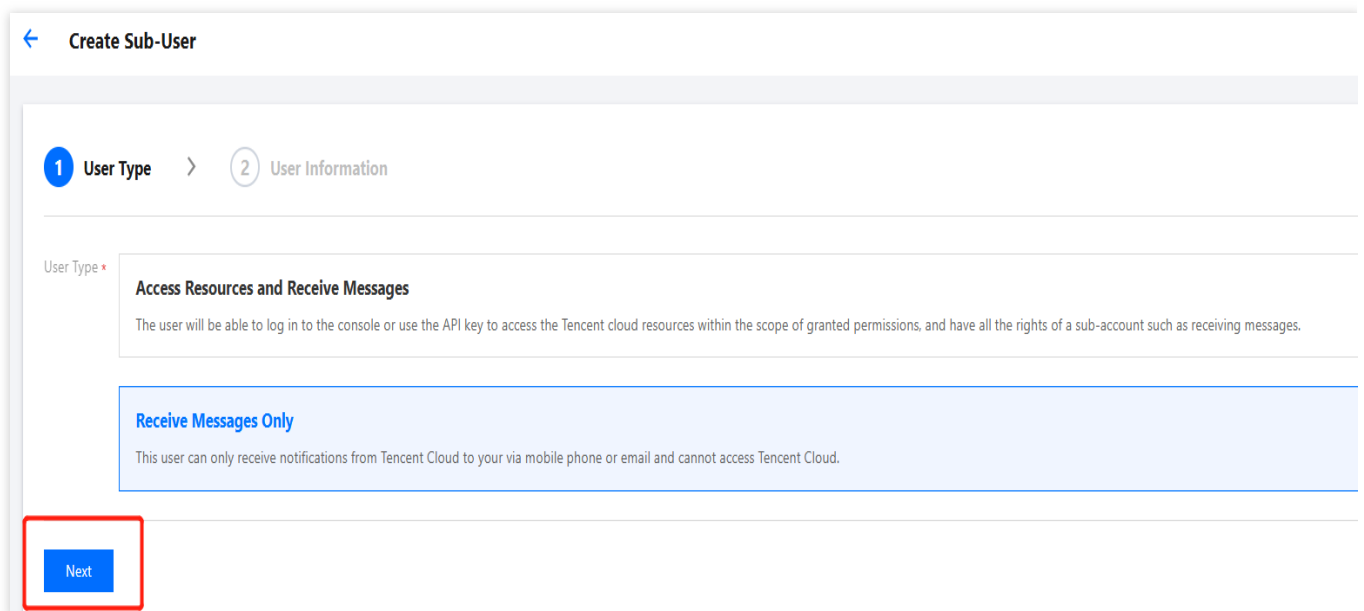 Create Sub-User
1 User Type > 2 User Information
User Type *
Access Resources and Receive Messages
The user will be able to log in to the console or use the API key to access the Tencent cloud resources within the scope of granted permissions, and have all the rights of a sub-account such as receiving messages.
Receive Messages Only
This user can only receive notifications from Tencent Cloud to your via mobile phone or email and cannot access Tencent Cloud.
Next